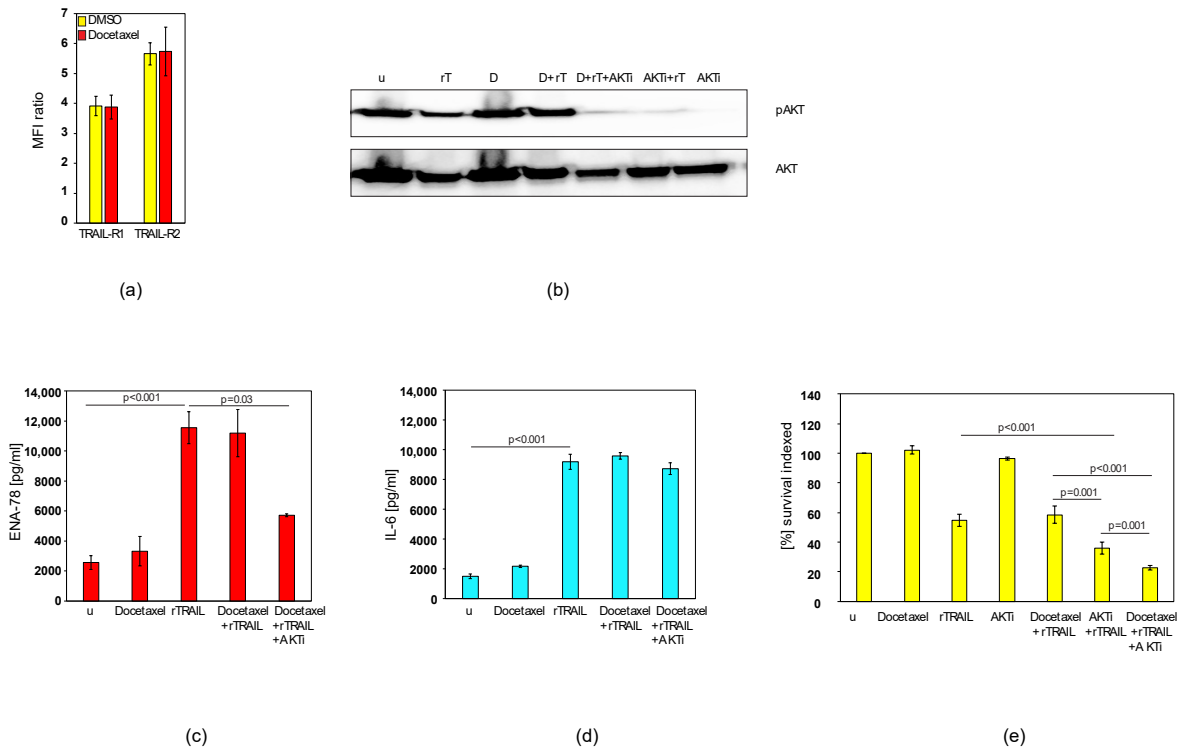 7
6
5
4
3
2
1
0
MFI ratio
DMSO
Docetaxel
TRAIL-R1 TRAIL-R2
(a)
u rT D D+rT D+rT+AKTi AKTi+rT AKTi
pAKT
AKT
(b)
14,000
12,000
10,000
8000
6000
4000
2000
0
ENA-78 [pg/ml]
p<0.001 p=0.03
u Docetaxel rTRAIL Docetaxel Docetaxel
+rTRAIL +rTRAIL
+AKTi
(c)
14,000
12,000
10,000
8000
6000
4000
2000
0
IL-6 [pg/ml]
p<0.001
u Docetaxel rTRAIL Docetaxel Docetaxel
+rTRAIL +rTRAIL
+AKTi
(d)
140
120
100
80
60
40
20
0
[%] survival indexed
p<0.001
p<0.001
p=0.001
p=0.001
u Docetaxel rTRAIL AKTi Docetaxel AKTi Docetaxel
+rTRAIL +rTRAIL +rTRAIL
+AKTi
(e)